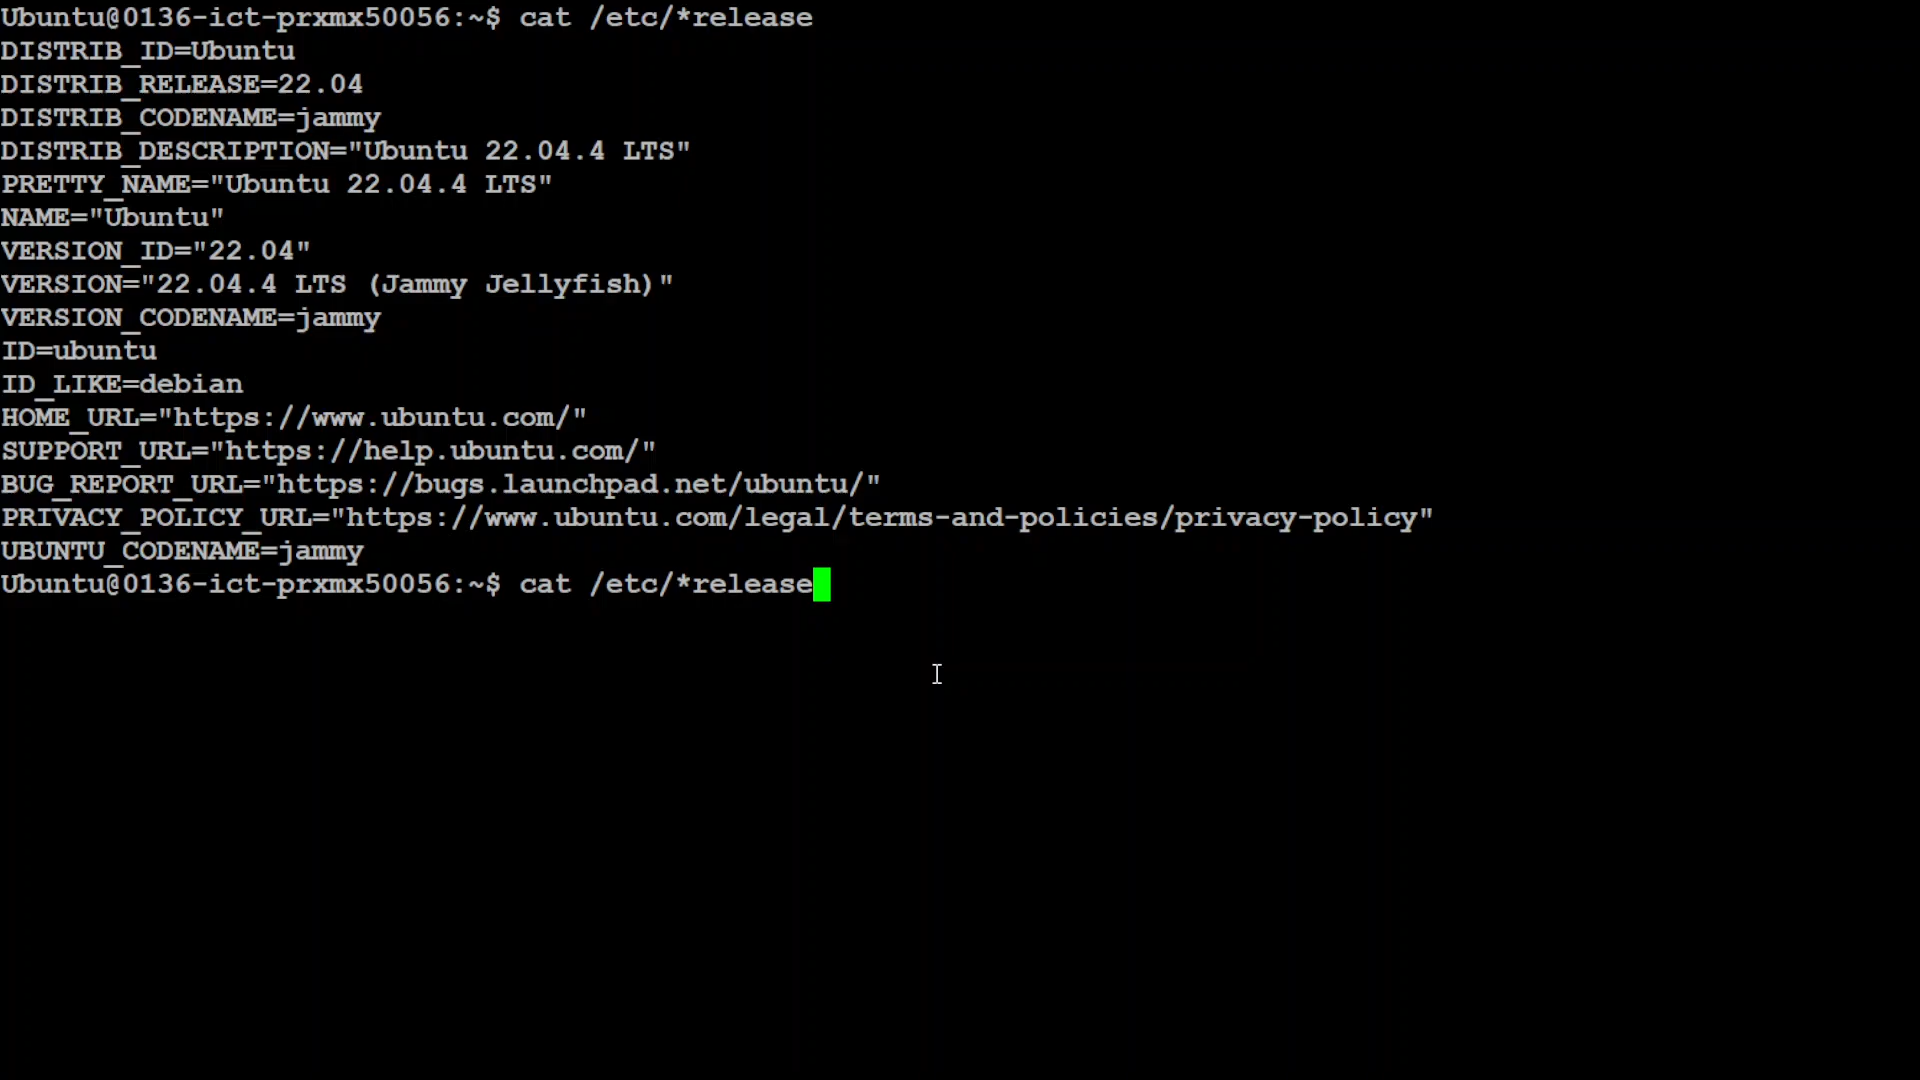 Ubuntu@0136-ict-prxmx50056:~$ cat /etc/*release
DISTRIB_ID=Ubuntu
DISTRIB_RELEASE=22.04
DISTRIB_CODENAME=jammy
DISTRIB_DESCRIPTION="Ubuntu 22.04.4 LTS"
PRETTY_NAME="Ubuntu 22.04.4 LTS"
NAME="Ubuntu"
VERSION_ID="22.04"
VERSION="22.04.4 LTS (Jammy Jellyfish)"
VERSION_CODENAME=jammy
ID=ubuntu
ID_LIKE=debian
HOME_URL="https://www.ubuntu.com/"
SUPPORT_URL="https://help.ubuntu.com/"
BUG_REPORT_URL="https://bugs.launchpad.net/ubuntu/"
PRIVACY_POLICY_URL="https://www.ubuntu.com/legal/terms-and-policies/privacy-policy"
UBUNTU_CODENAME=jammy
Ubuntu@0136-ict-prxmx50056:~$ cat /etc/*release